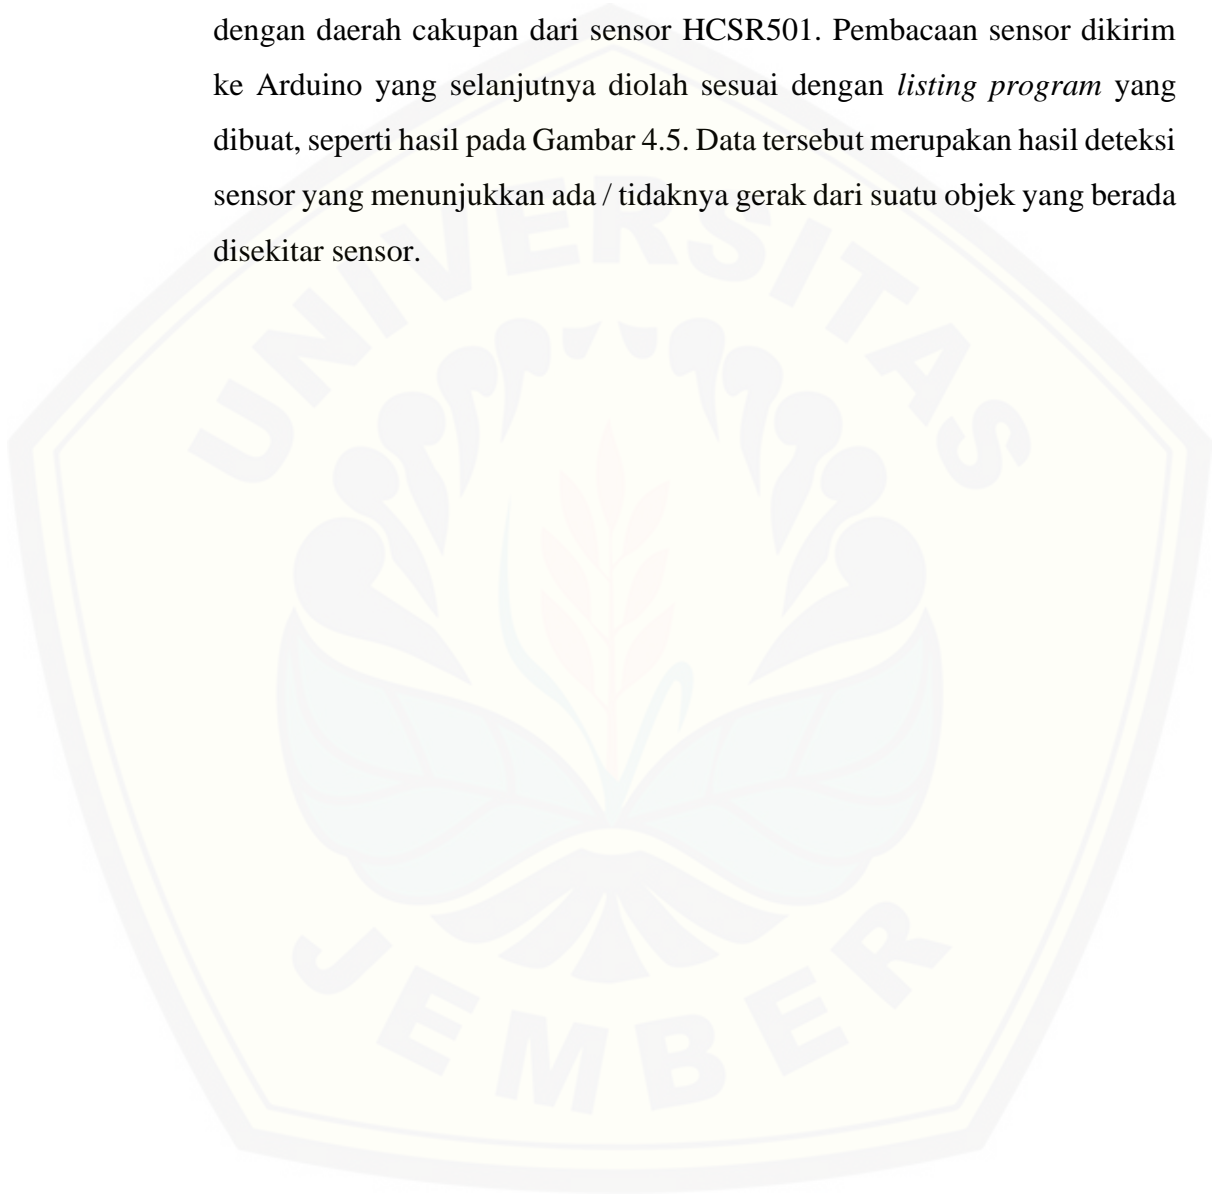 dengan daerah cakupan dari sensor HCSR501. Pembacaan sensor dikirim
ke Arduino yang selanjutnya diolah sesuai dengan listing program yang
dibuat, seperti hasil pada Gambar 4.5. Data tersebut merupakan hasil deteksi
sensor yang menunjukkan ada / tidaknya gerak dari suatu objek yang berada
disekitar sensor.
UNIVERSITAS
JEMBER